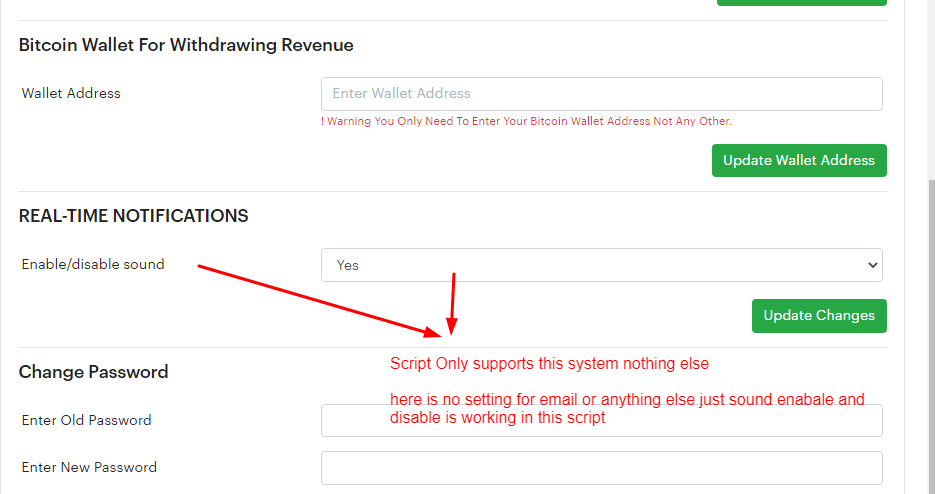 Bitcoin Wallet For Withdrawing Revenue
Wallet Address
Enter Wallet Address
! Warning You Only Need To Enter Your Bitcoin Wallet Address Not Any Other.
Update Wallet Address
REAL-TIME NOTIFICATIONS
Enable/disable sound
Yes
Update Changes
Script Only supports this system nothing else
Change Password
here is no setting for email or anything else just sound enabale and
disable is working in this script
Enter Old Password
Enter New Password